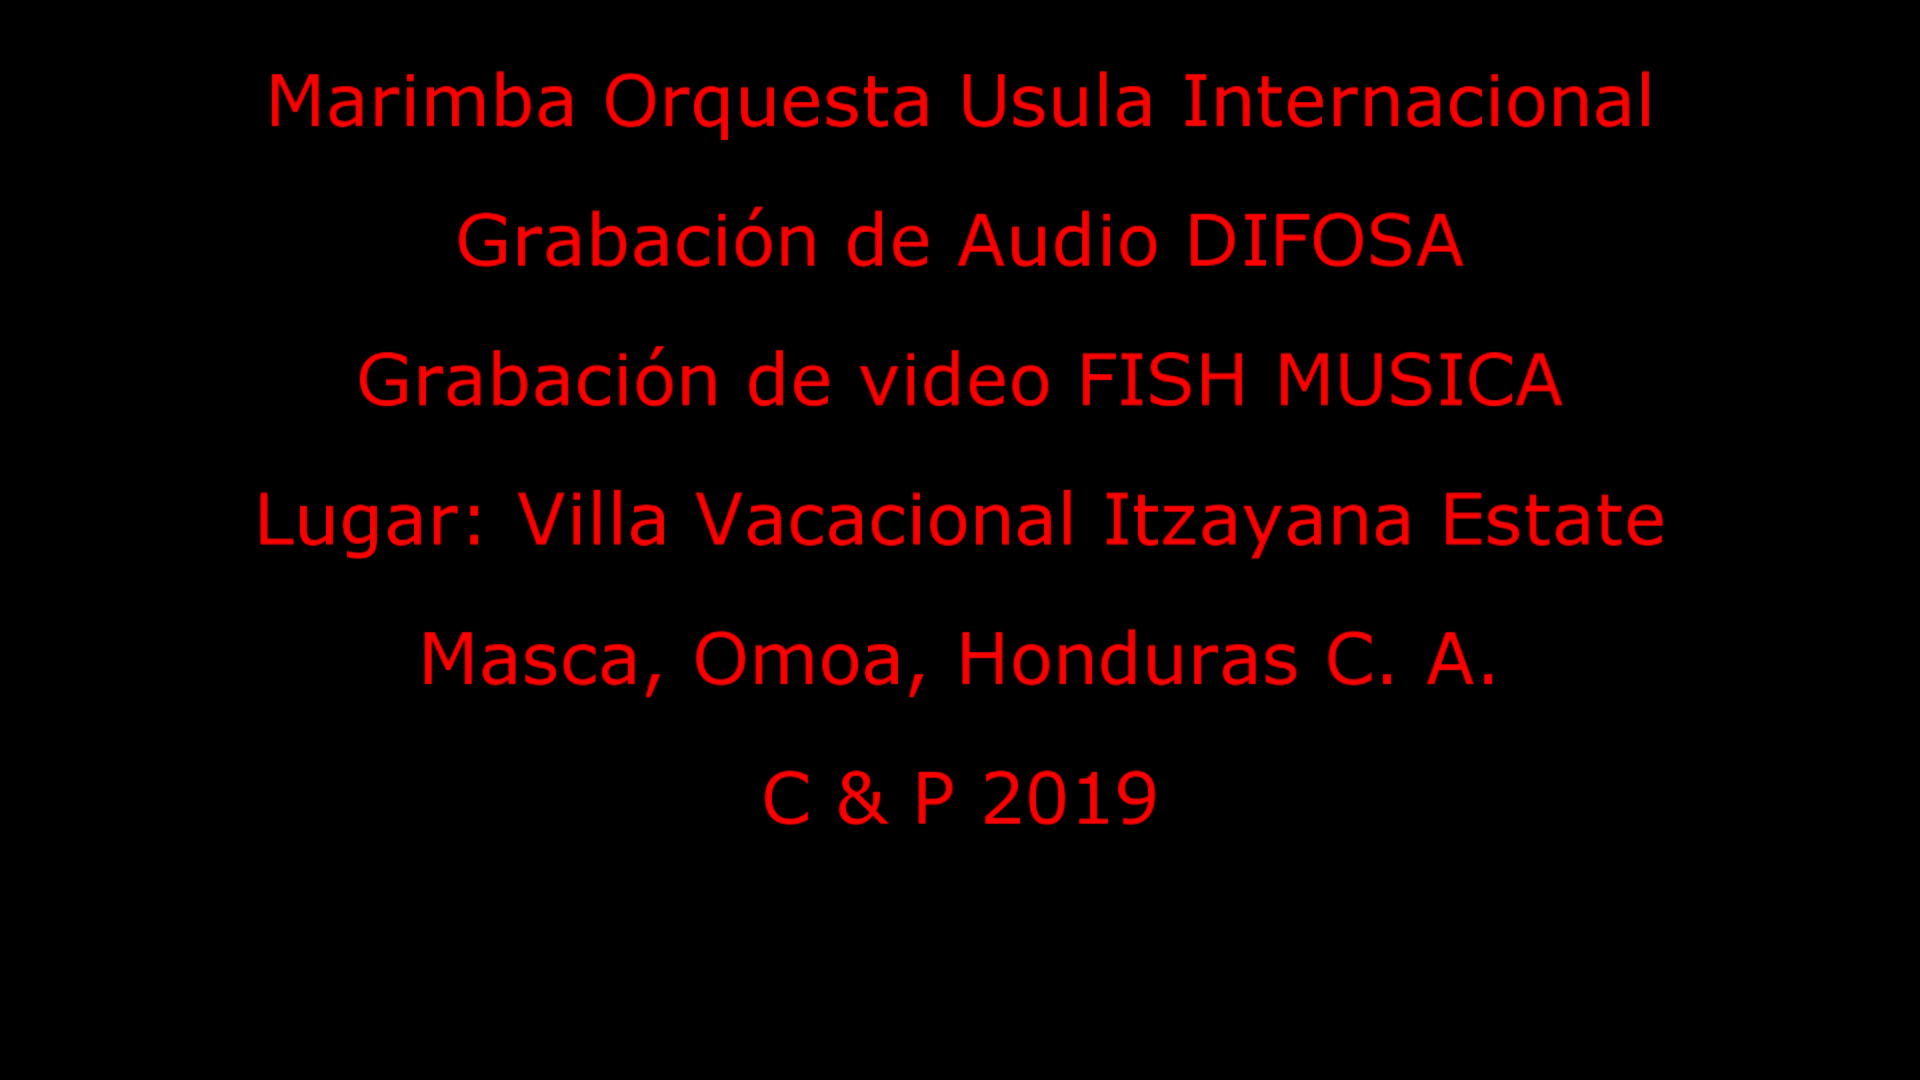 Marimba Orquesta Usula Internacional
Grabación de Audio DIFOSA
Grabación de video FISH MUSICA
Lugar: Villa Vacacional Itzayana Estate
Masca, Omoa, Honduras C. A.
C & P 2019